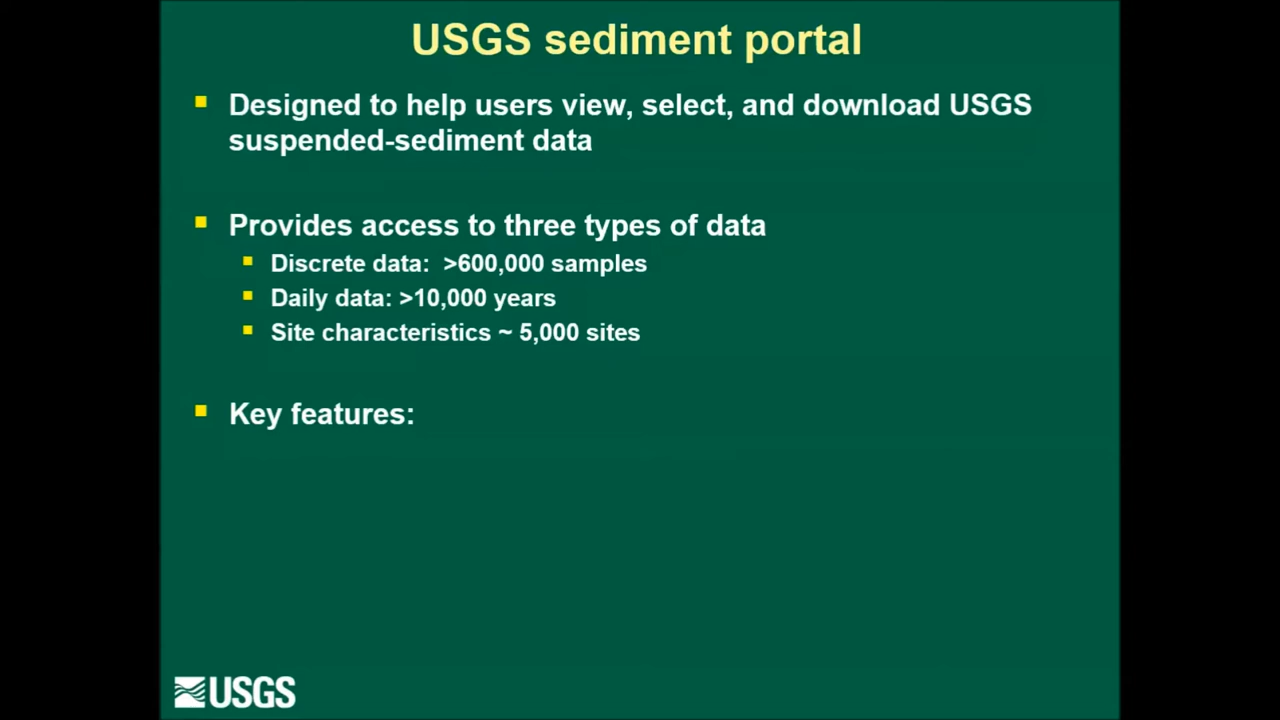 USGS sediment portal
Designed to help users view, select, and download USGS
suspended-sediment data
Provides access to three types of data
Discrete data:  >600,000 samples
Daily data: >10,000 years
Site characteristics ~ 5,000 sites
Key features:
USGS